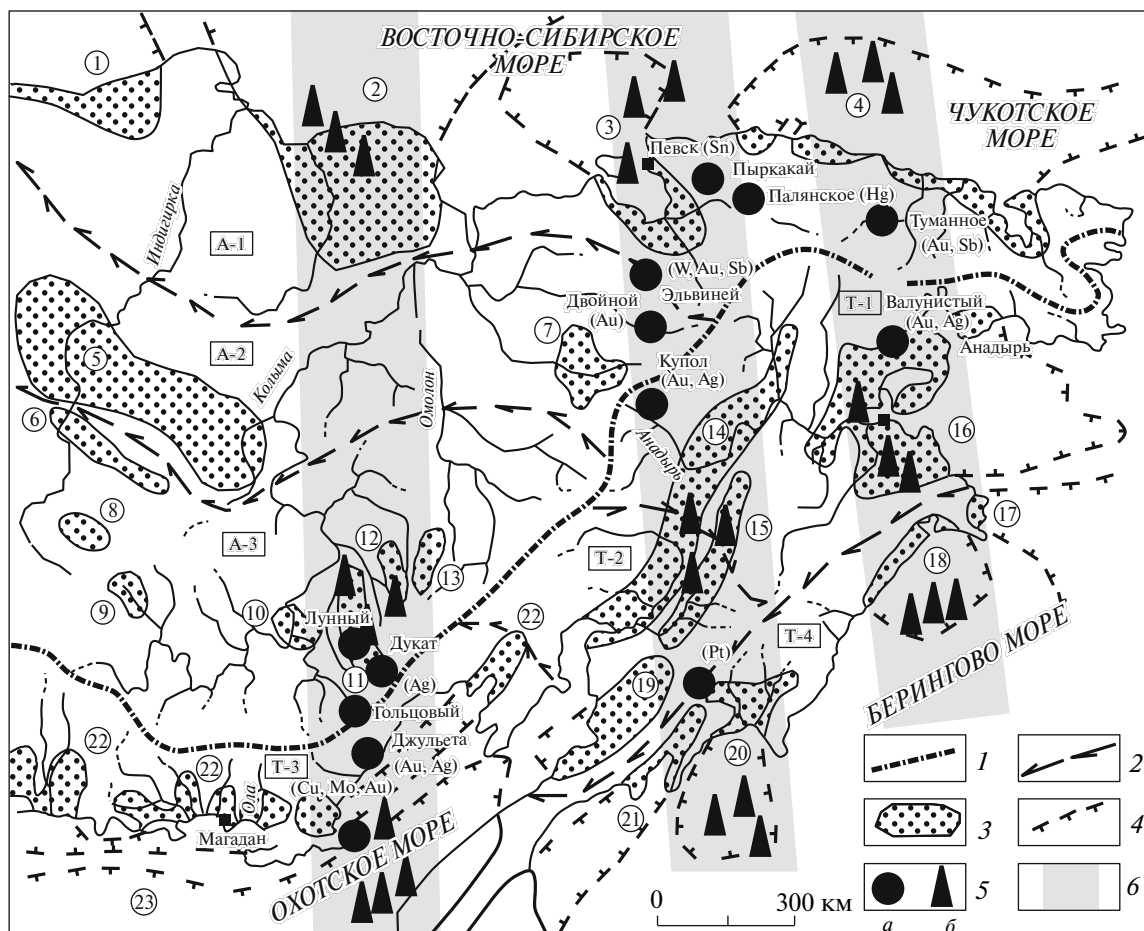 ВОСТОЧНО-СИБИРСКОЕ
МОРЕ
ЧУКОТСКОЕ
МОРЕ
1
2
3
4
Певск (Sn)
Пыркакай
Палянское (Hg)
Туманное
(Au, Sb)
Индигирка
А-1
(W, Au, Sb)
Эльвиней
Двойной
(Au)
Т-1
Валунистый
(Au, Ag)
Анадырь
7
А-2
5
Колыма
Омолон
Купол
(Au, Ag)
6
Анадырь
14
16
8
А-3
12
13
15
17
Т-2
18
9
10
Лунный
Дукат
(Ag)
22
Т-4
(Pt)
11
19
Гольцовый
БЕРИНГОВО МОРЕ
22
22
Т-3
Джульета
(Au, Ag)
(Cu, Mo, Au)
Ола
Магадан
20
21
23
ОХОТСКОЕ МОРЕ
0 300 км
1
2
3
4
5
6
а б